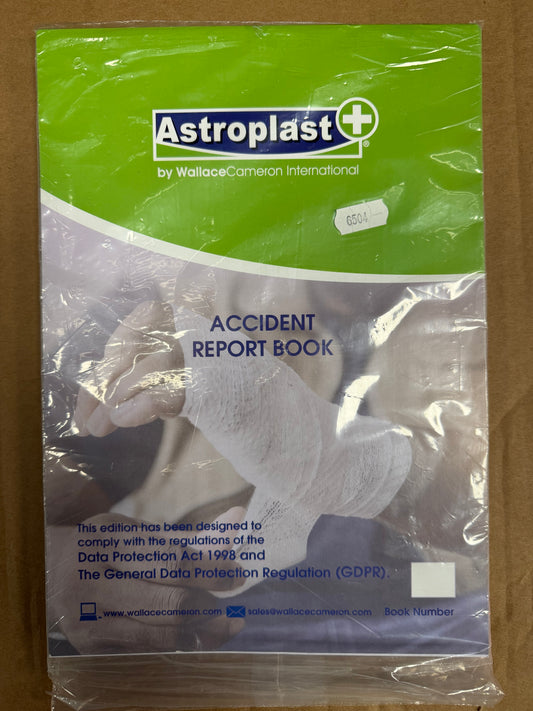 Astroplast
®
by WallaceCameron International
6504
ACCIDENT
REPORT BOOK
This edition has been designed to
comply with the regulations of the
Data Protection Act 1998 and
The General Data Protection Regulation (GDPR).
www.wallacecameron.com sales@wallacecameron.com Book Number